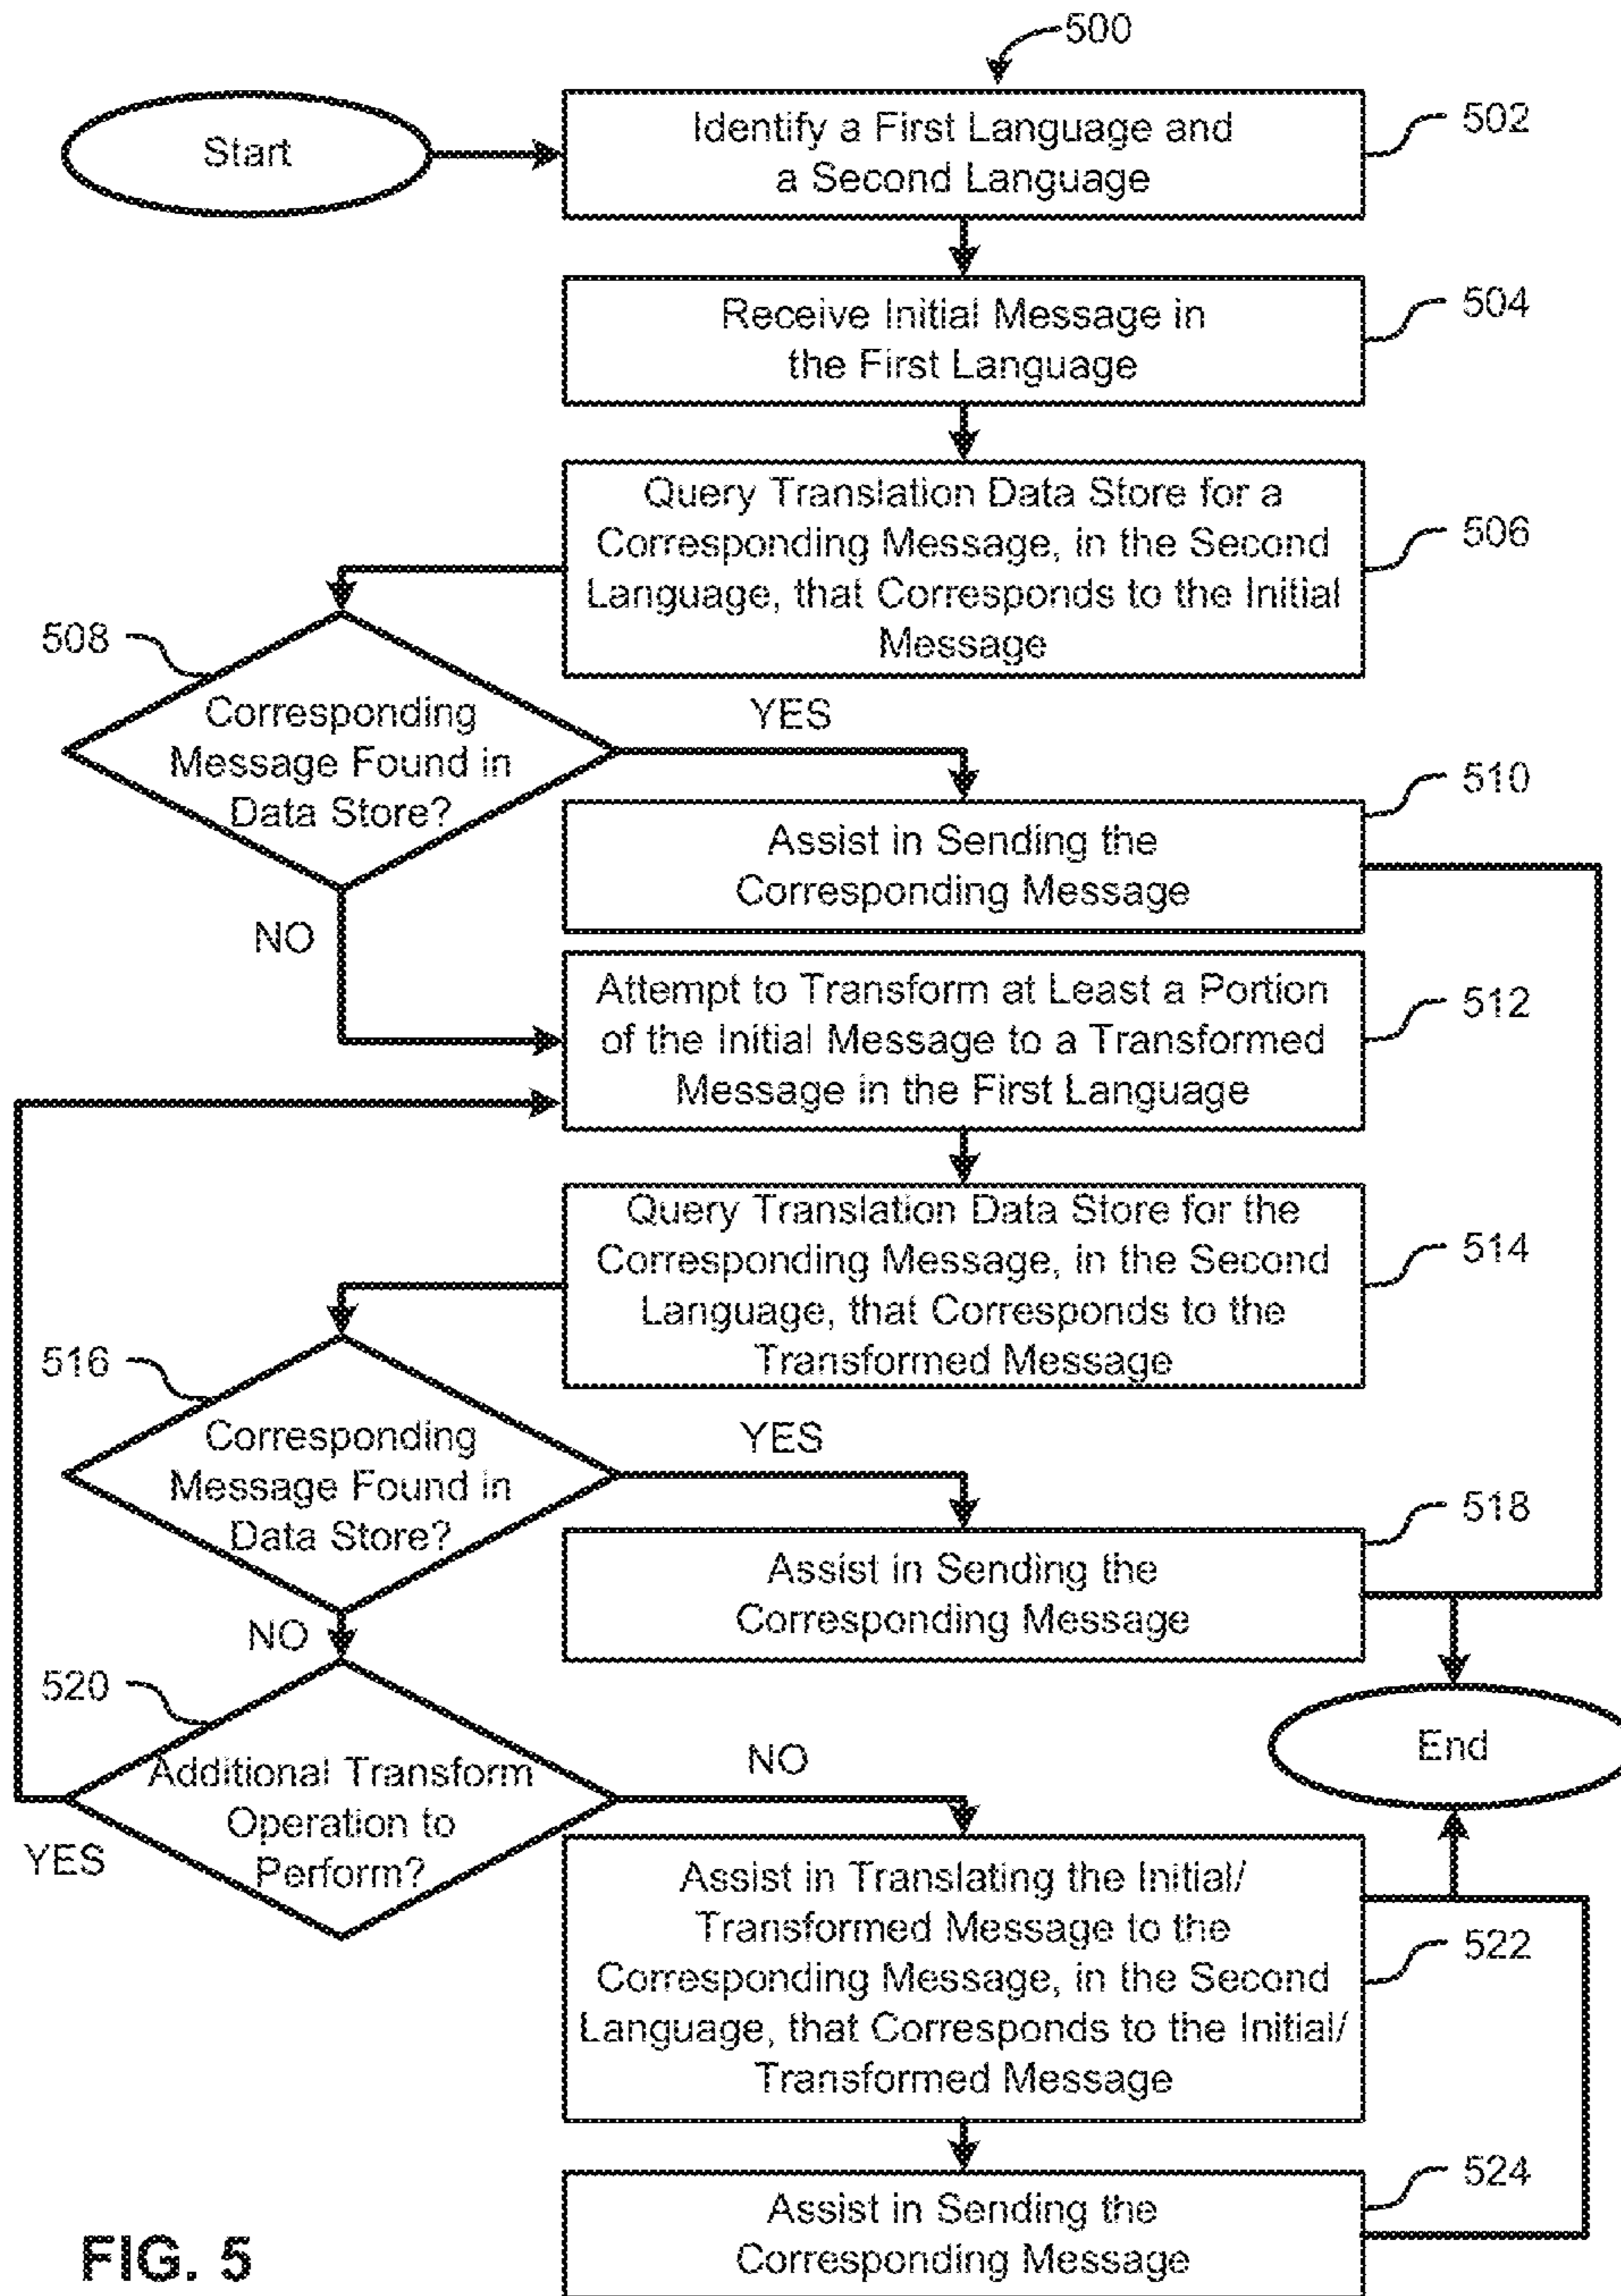 500
Start
Identify a First Language and
a Second Language
502
Receive Initial Message in
the First Language
504
Query Translation Data Store for a
Corresponding Message, in the Second
Language, that Corresponds to the Initial
Message
506
508
Corresponding
Message Found in
Data Store?
YES
NO
510
Assist in Sending the
Corresponding Message
Attempt to Transform at Least a Portion
of the Initial Message to a Transformed
Message in the First Language
512
Query Translation Data Store for the
Corresponding Message, in the Second
Language, that Corresponds to the
Transformed Message
514
516
Corresponding
Message Found in
Data Store?
YES
NO
518
Assist in Sending the
Corresponding Message
520
Additional Transform
Operation to
Perform?
NO
YES
End
Assist in Translating the Initial/
Transformed Message to the
Corresponding Message, in the Second
Language, that Corresponds to the Initial/
Transformed Message
522
524
Assist in Sending the
Corresponding Message
FIG. 5